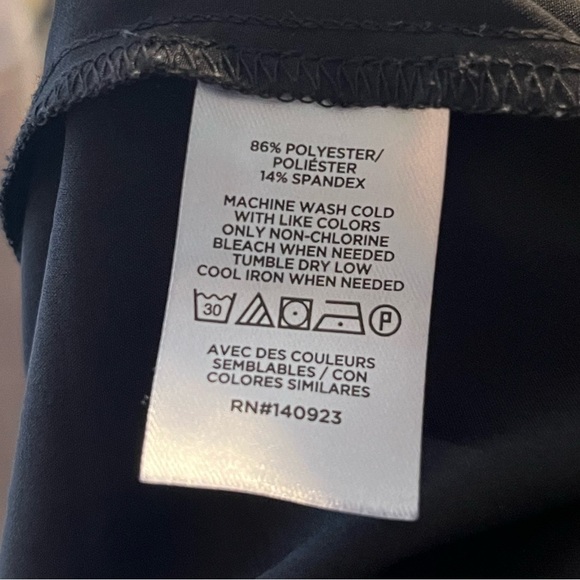 86% POLYESTER/
POLIÉSTER
14% SPANDEX
MACHINE WASH COLD
WITH LIKE COLORS
ONLY NON-CHLORINE
BLEACH WHEN NEEDED
TUMBLE DRY LOW
COOL IRON WHEN NEEDED
30 P
AVEC DES COULEURS
SEMBLABLES / CON
COLORES SIMILARES
RN#140923